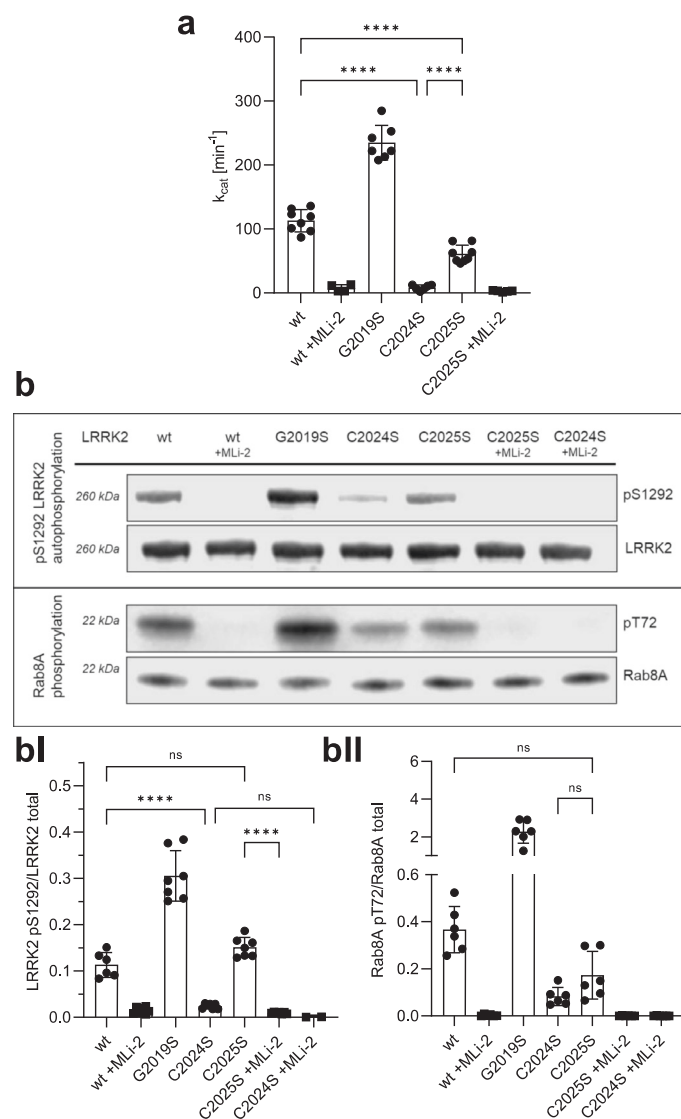 a
****
****
****
400
300
200
100
0
k_cat [min⁻¹]
wt
wt +MLi-2
G2019S
C2024S
C2025S
C2025S +MLi-2
b
LRRK2 wt wt +MLi-2 G2019S C2024S C2025S C2025S +MLi-2 C2024S +MLi-2
pS1292 LRRK2
autophosphorylation
260 kDa pS1292
260 kDa LRRK2
Rab8A
phosphorylation
22 kDa pT72
22 kDa Rab8A
bI
ns
****
ns
****
0.5
0.4
0.3
0.2
0.1
0.0
LRRK2 pS1292/LRRK2 total
wt
wt +MLi-2
G2019S
C2024S
C2025S
C2025S +MLi-2
C2024S +MLi-2
bII
ns
ns
6
4
2
0.6
0.4
0.2
0.0
Rab8A pT72/Rab8A total
wt
wt +MLi-2
G2019S
C2024S
C2025S
C2025S +MLi-2
C2024S +MLi-2